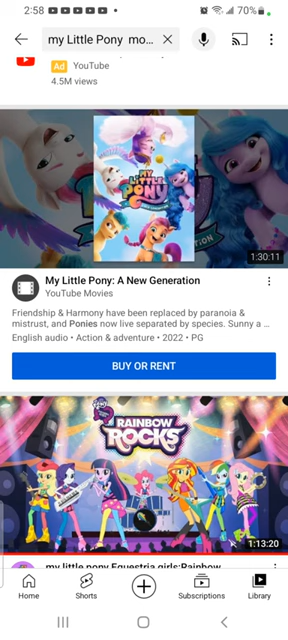 2:58
70%
my Little Pony mo...
Ad YouTube
4.5M views
MY LITTLE PONY
1:30:11
My Little Pony: A New Generation
YouTube Movies
Friendship & Harmony have been replaced by paranoia &
mistrust, and Ponies now live separated by species. Sunny a ...
English audio • Action & adventure • 2022 • PG
BUY OR RENT
RAINBOW
ROCKS
1:13:20
my little pony Equestria girls:Rainbow
Home
Shorts
Subscriptions
Library